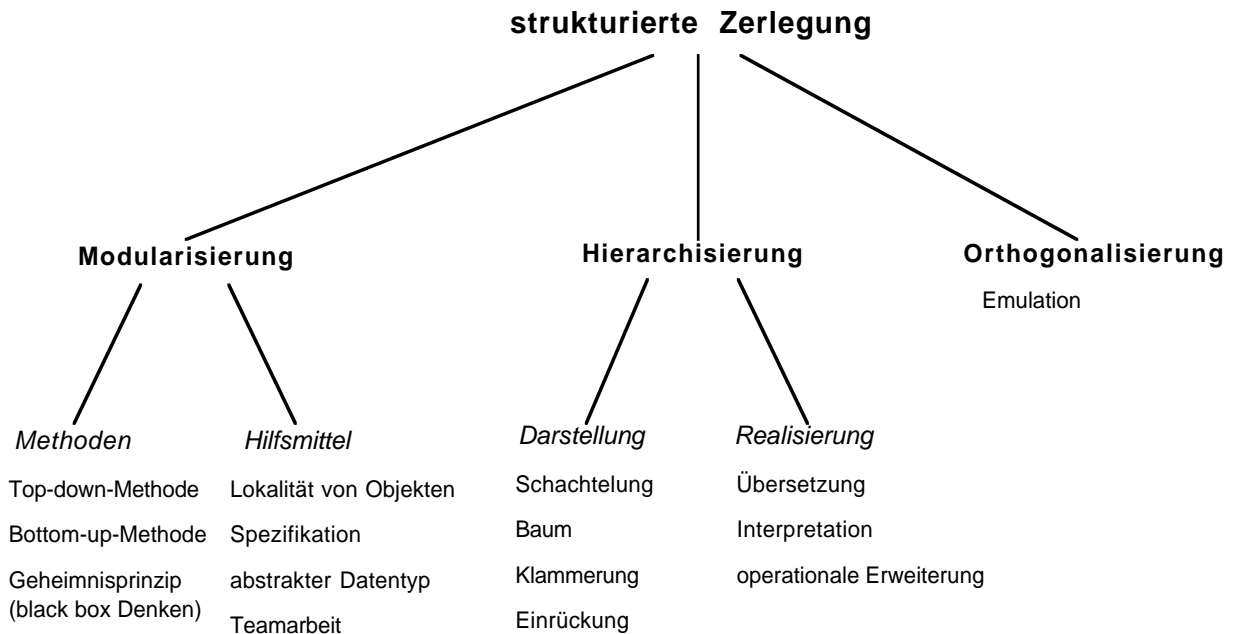 strukturierte Zerlegung
Modularisierung
Hierarchisierung
Orthogonalisierung
Emulation
Methoden
Hilfsmittel
Darstellung
Realisierung
Top-down-Methode
Bottom-up-Methode
Geheimnisprinzip
(black box Denken)
Lokalität von Objekten
Spezifikation
abstrakter Datentyp
Teamarbeit
Schachtelung
Baum
Klammerung
Einrückung
Übersetzung
Interpretation
operationale Erweiterung